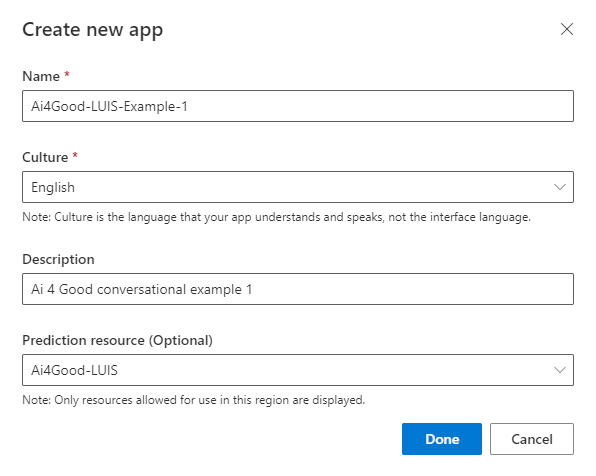 Create new app
Name *
Ai4Good-LUIS-Example-1
Culture *
English
Note: Culture is the language that your app understands and speaks, not the interface language.
Description
Ai 4 Good conversational example 1
Prediction resource (Optional)
Ai4Good-LUIS
Note: Only resources allowed for use in this region are displayed.
Done Cancel